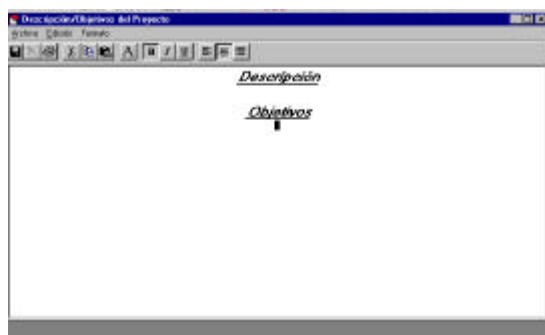 Descripción/Objetivos del Proyecto
Archivo Edición Formato
Descripción
Objetivos